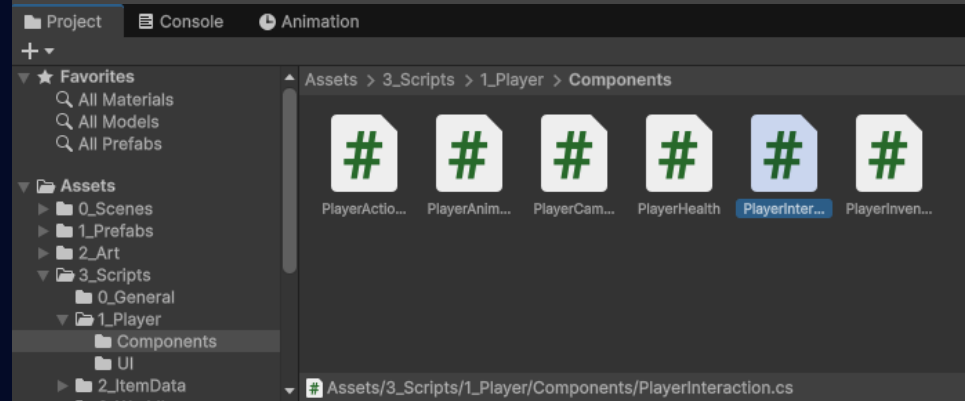 Project Console Animation
+
Favorites
All Materials
All Models
All Prefabs
Assets
0_Scenes
1_Prefabs
2_Art
3_Scripts
0_General
1_Player
Components
UI
2_ItemData
Assets > 3_Scripts > 1_Player > Components
# # # # # #
PlayerActio... PlayerAnim... PlayerCam... PlayerHealth PlayerInter... PlayerInven...
# Assets/3_Scripts/1_Player/Components/PlayerInteraction.cs